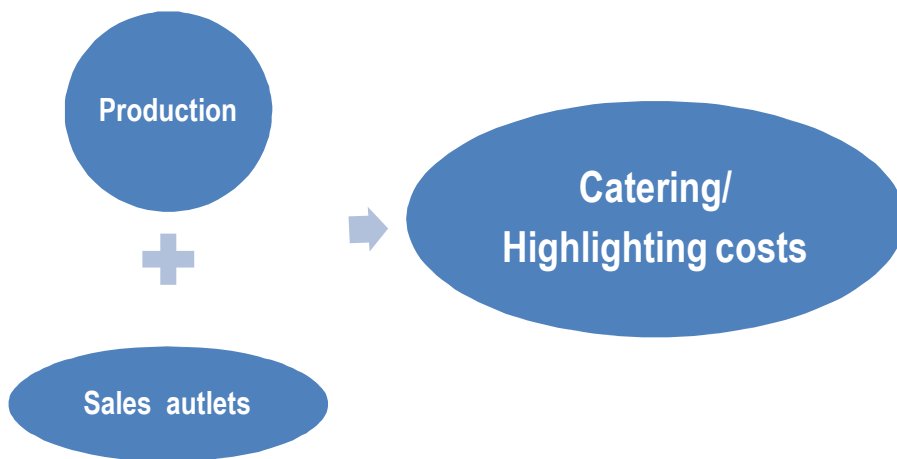 Production
Catering/
Highlighting costs
Sales autlets